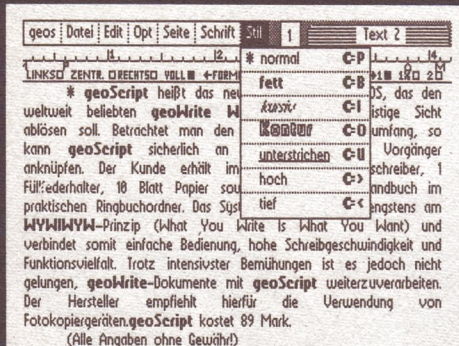 geos Datei Edit Opt Seite Schrift Stil 1 Text 2
LINKS ZENTR. RECHTS VOLL
* normal C=P
fett C=B
kursiv C=I
Kontur C=O
unterstrichen C=U
hoch C=>
tief C=<
* geoScript heißt das neu OS, das den
weltweit beliebten geoWrite W istige Sicht
ablösen soll. Betrachtet man den umfang, so
kann geoScript sicherlich an Vorgänger
anknüpfen. Der Kunde erhält im schreiber, 1
Füllfederhalter, 10 Blatt Papier sow andbuch im
praktischen Ringbuchordner. Das Syst engstens am
WYWIWYW-Prinzip (What You Write Is What You Want) und
verbindet somit einfache Bedienung, hohe Schreibgeschwindigkeit und
Funktionsvielfalt. Trotz intensivster Bemühungen ist es jedoch nicht
gelungen, geoWrite-Dokumente mit geoScript weiterzuverarbeiten.
Der Hersteller empfiehlt hierfür die Verwendung von
Fotokopiergeräten.geoScript kostet 89 Mark.
(Alle Angaben ohne Gewähr!)